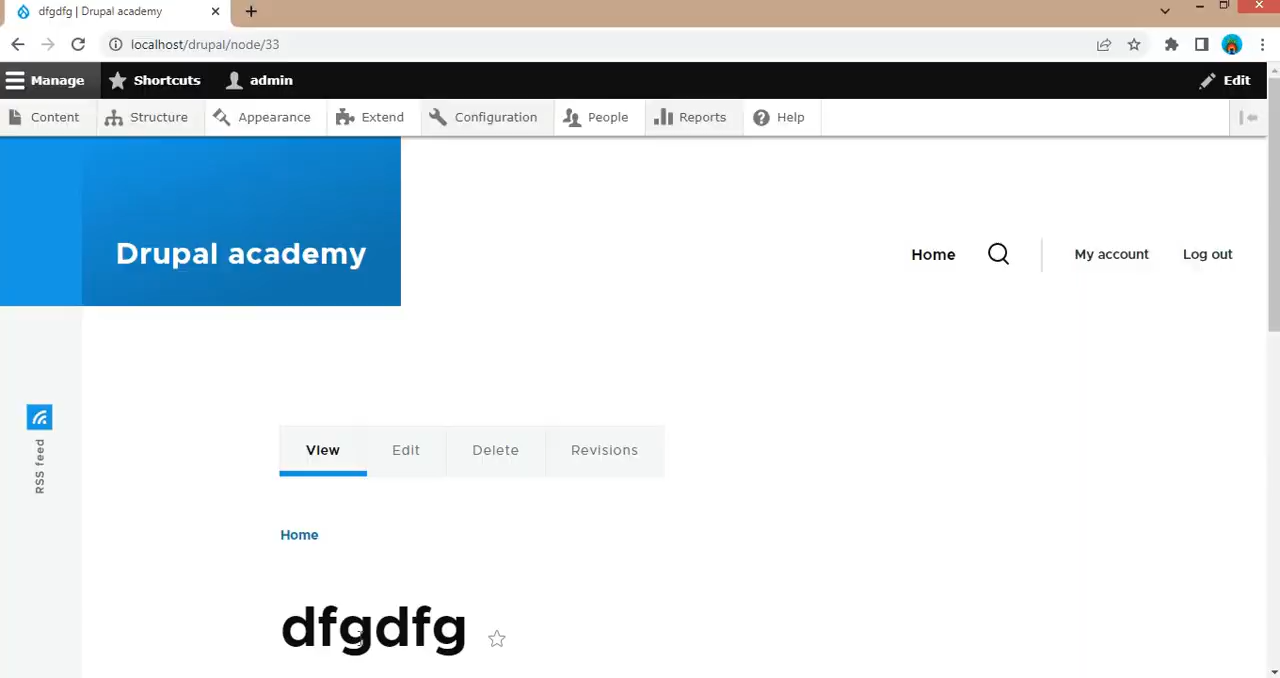 dfgdfg | Drupal academy
localhost/drupal/node/33
Manage Shortcuts admin Edit
Content Structure Appearance Extend Configuration People Reports Help
Drupal academy
Home My account Log out
RSS feed
View Edit Delete Revisions
Home
dfgdfg